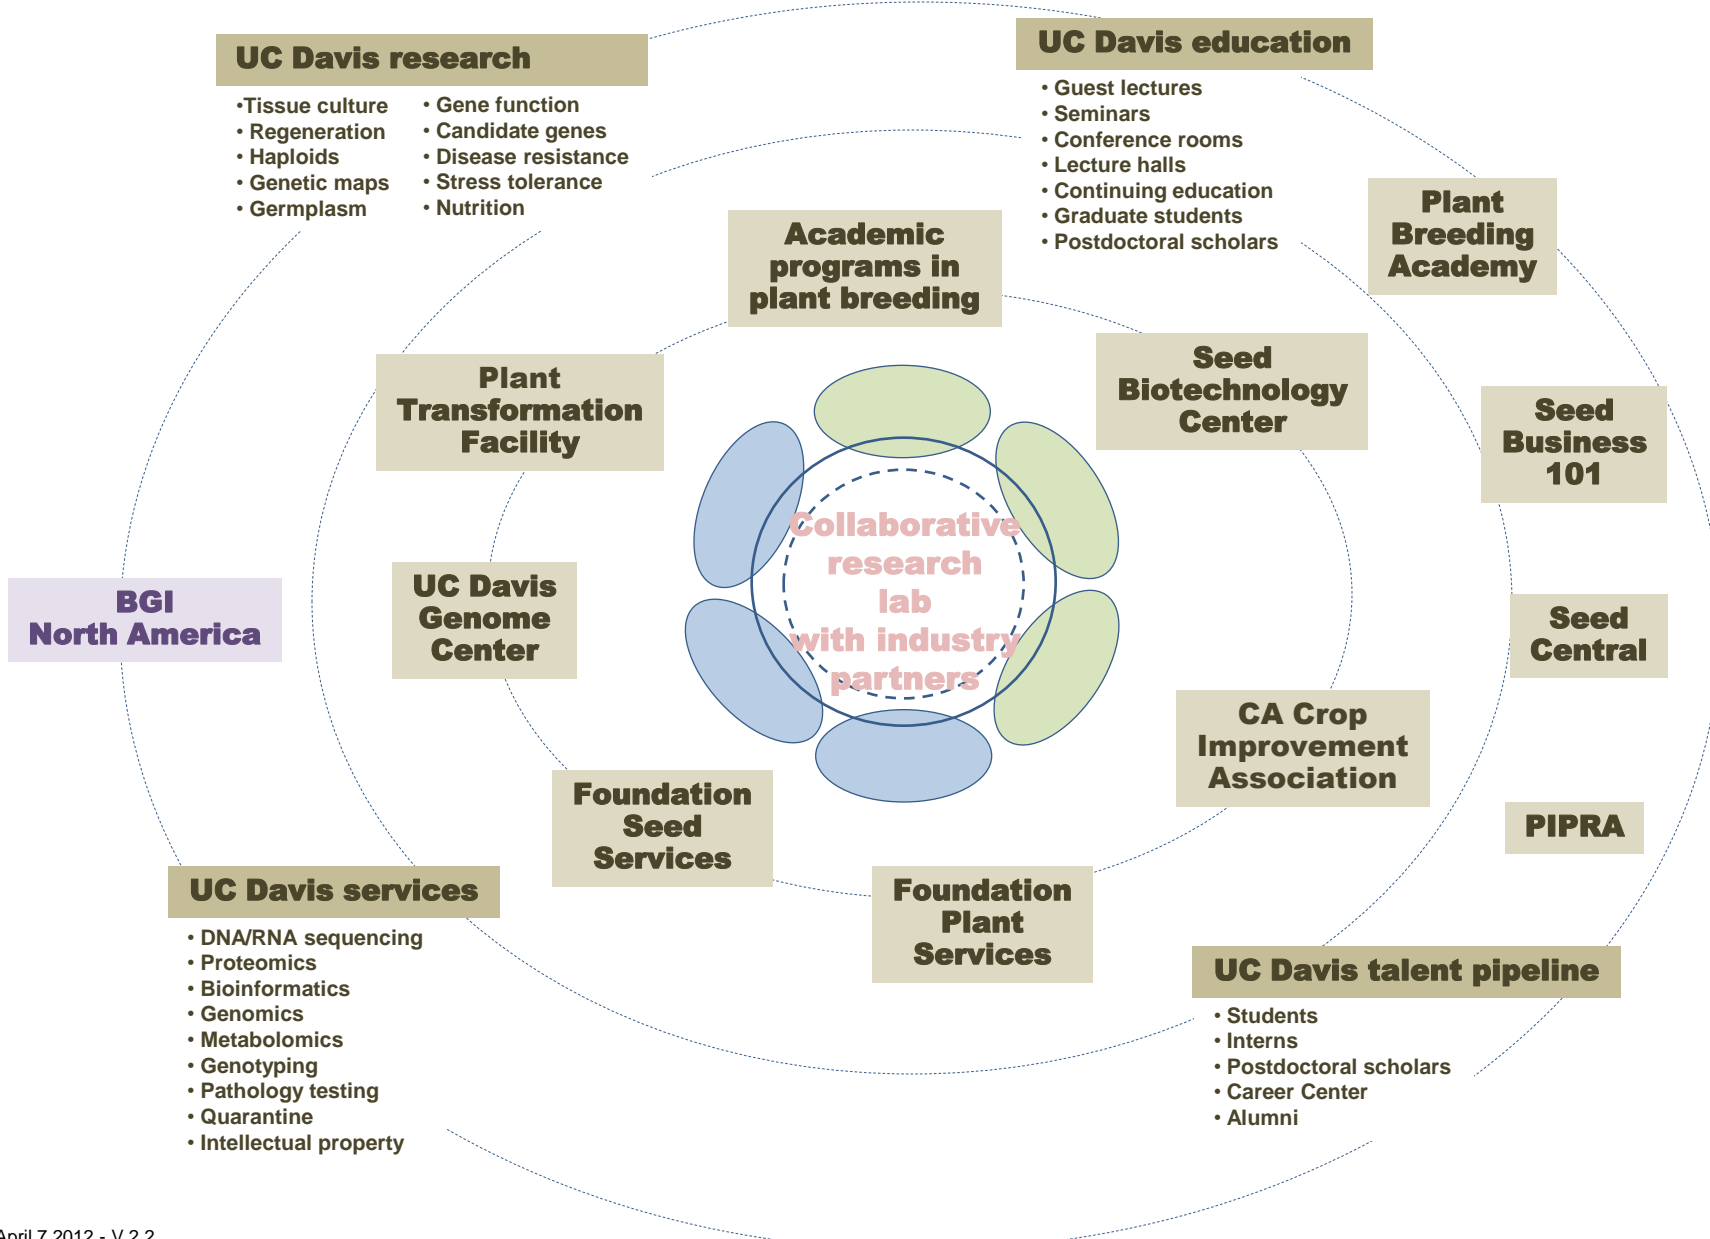 UC Davis research
•Tissue culture
• Regeneration
• Haploids
• Genetic maps
• Germplasm
• Gene function
• Candidate genes
• Disease resistance
• Stress tolerance
• Nutrition
UC Davis education
• Guest lectures
• Seminars
• Conference rooms
• Lecture halls
• Continuing education
• Graduate students
• Postdoctoral scholars
Plant
Breeding
Academy
Academic
programs in
plant breeding
Seed
Biotechnology
Center
Plant
Transformation
Facility
Seed
Business
101
Collaborative
research
lab
with industry
partners
BGI
North America
UC Davis
Genome
Center
Seed
Central
CA Crop
Improvement
Association
Foundation
Seed
Services
PIPRA
Foundation
Plant
Services
UC Davis services
• DNA/RNA sequencing
• Proteomics
• Bioinformatics
• Genomics
• Metabolomics
• Genotyping
• Pathology testing
• Quarantine
• Intellectual property
UC Davis talent pipeline
• Students
• Interns
• Postdoctoral scholars
• Career Center
• Alumni
April 7 2012 - V 2.2